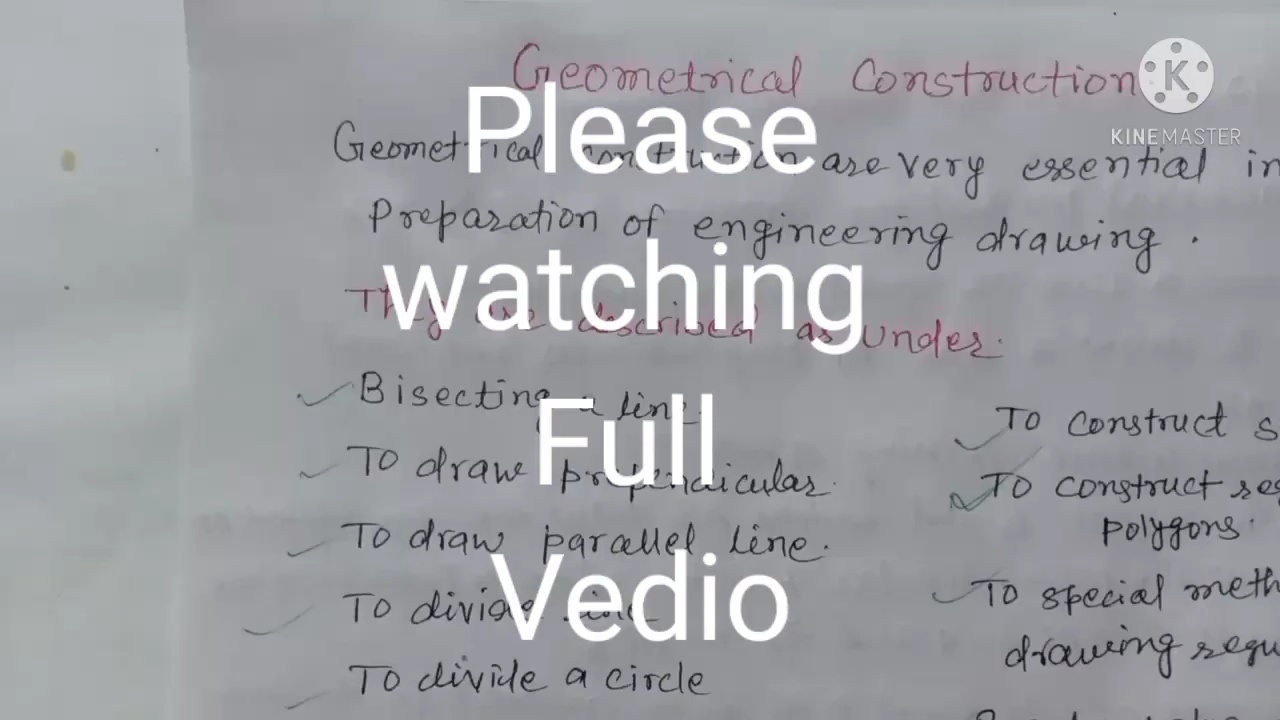 Geometrical Construction
Geometrical construction are very essential in
Preparation of engineering drawing.
They are described as under.
Bisecting a line.
To draw prependicular.
To draw parallel line.
To divide line
To divide a circle
To construct
To construct
polygons.
To special
drawing
Please
watching
Full
Vedio
K
KINEMASTER